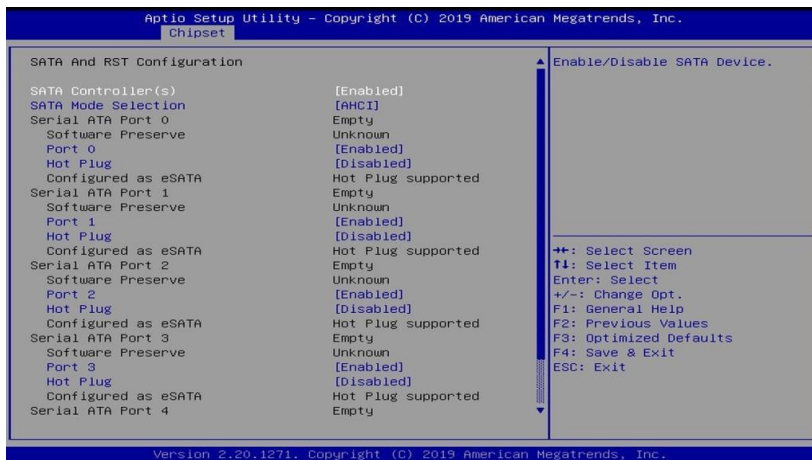 Aptio Setup Utility – Copyright (C) 2019 American Megatrends, Inc.
Chipset
SATA And RST Configuration
SATA Controller(s) [Enabled]
SATA Mode Selection [AHCI]
Serial ATA Port 0 Empty
Software Preserve Unknown
Port 0 [Enabled]
Hot Plug [Disabled]
Configured as eSATA Hot Plug supported
Serial ATA Port 1 Empty
Software Preserve Unknown
Port 1 [Enabled]
Hot Plug [Disabled]
Configured as eSATA Hot Plug supported
Serial ATA Port 2 Empty
Software Preserve Unknown
Port 2 [Enabled]
Hot Plug [Disabled]
Configured as eSATA Hot Plug supported
Serial ATA Port 3 Empty
Software Preserve Unknown
Port 3 [Enabled]
Hot Plug [Disabled]
Configured as eSATA Hot Plug supported
Serial ATA Port 4 Empty
Enable/Disable SATA Device.
→←: Select Screen
↑↓: Select Item
Enter: Select
+/-: Change Opt.
F1: General Help
F2: Previous Values
F3: Optimized Defaults
F4: Save & Exit
ESC: Exit
Version 2.20.1271. Copyright (C) 2019 American Megatrends, Inc.